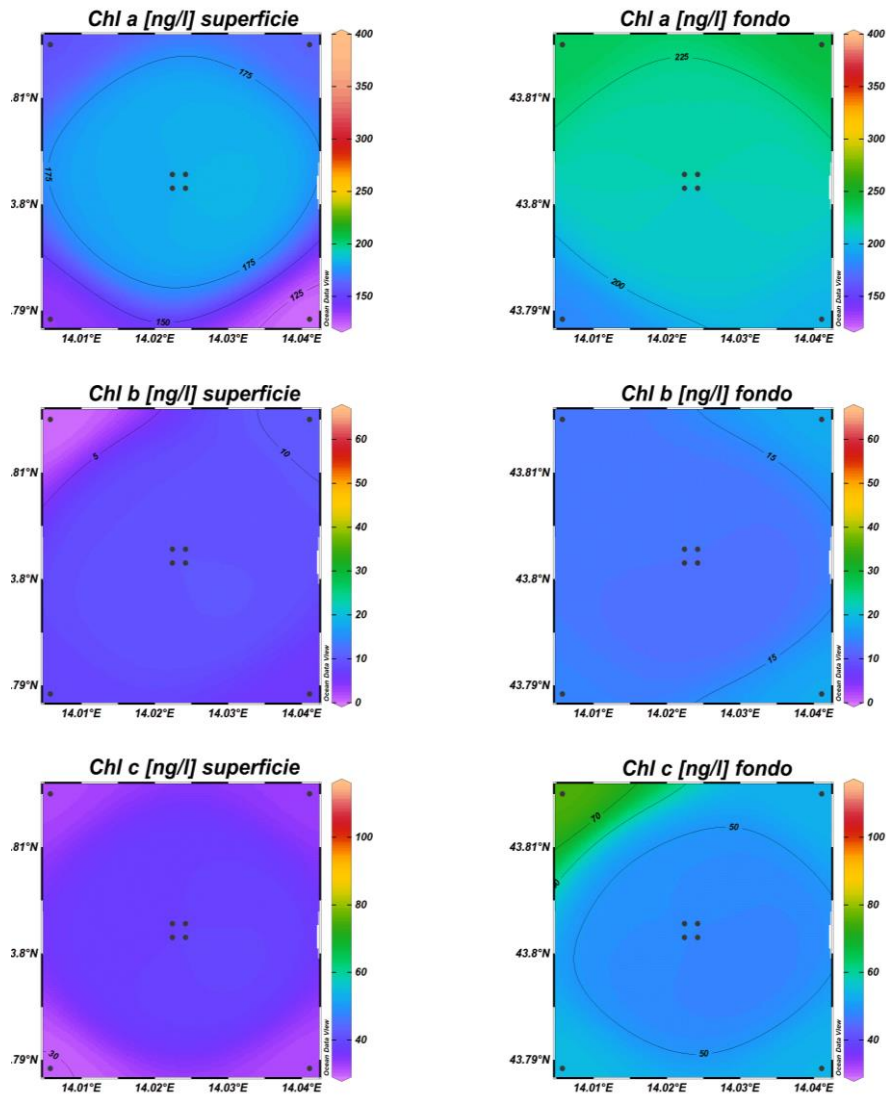 Chl a [ng/l] superficie
400
350
300
250
200
150
.81°N
3.8°N
.79°N
175
175
175
150
125
Ocean Data View
14.01°E 14.02°E 14.03°E 14.04°E
Chl a [ng/l] fondo
400
350
300
250
200
150
43.81°N
43.8°N
43.79°N
225
200
Ocean Data View
14.01°E 14.02°E 14.03°E 14.04°E
Chl b [ng/l] superficie
60
50
40
30
20
10
0
.81°N
3.8°N
.79°N
5
10
Ocean Data View
14.01°E 14.02°E 14.03°E 14.04°E
Chl b [ng/l] fondo
60
50
40
30
20
10
0
43.81°N
43.8°N
43.79°N
15
15
Ocean Data View
14.01°E 14.02°E 14.03°E 14.04°E
Chl c [ng/l] superficie
100
80
60
40
.81°N
3.8°N
.79°N
30
Ocean Data View
14.01°E 14.02°E 14.03°E 14.04°E
Chl c [ng/l] fondo
100
80
60
40
43.81°N
43.8°N
43.79°N
70
50
50
Ocean Data View
14.01°E 14.02°E 14.03°E 14.04°E